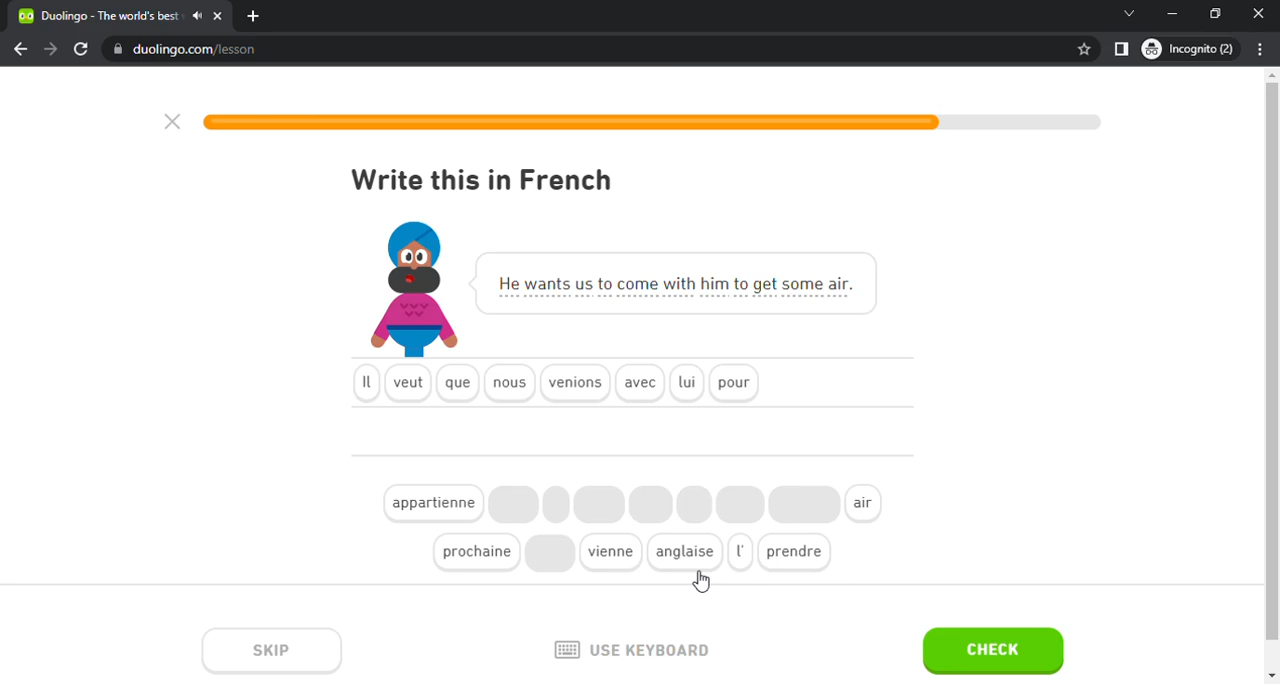 Duolingo - The world's best
duolingo.com/lesson
Incognito (2)
Write this in French
He wants us to come with him to get some air.
Il veut que nous venions avec lui pour
appartienne air
prochaine vienne anglaise l' prendre
SKIP USE KEYBOARD CHECK